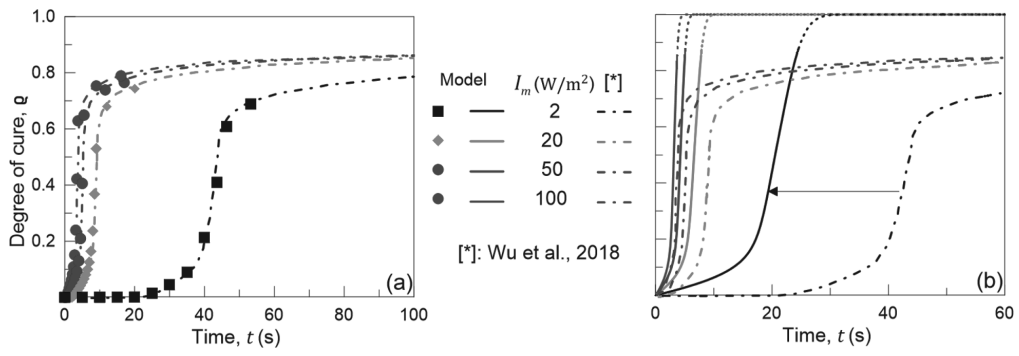 1.0
0.8
0.6
0.4
0.2
0
20
40
60
80
100
Degree of cure, ϱ
Time, t (s)
(a)
Model I_m (W/m²) [*]
2
20
50
100
[*]: Wu et al., 2018
0
20
40
60
Time, t (s)
(b)